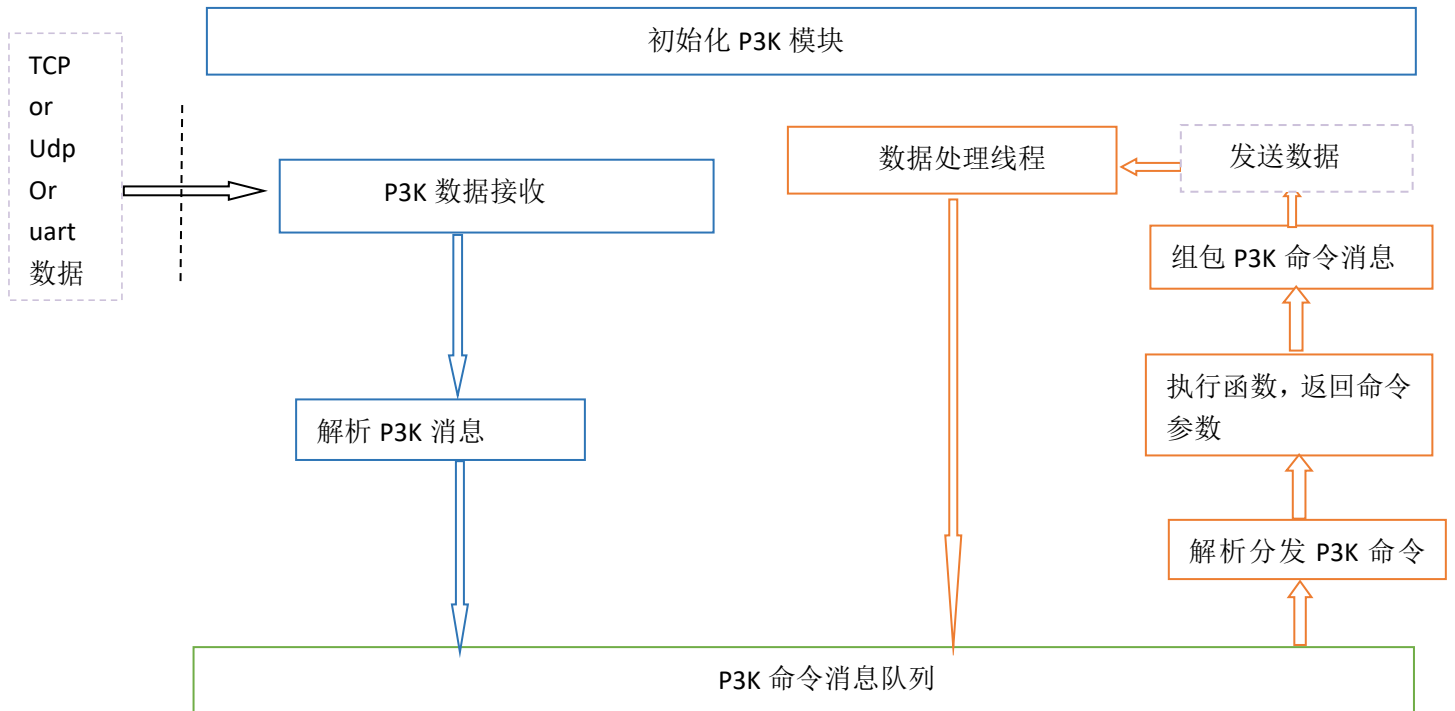 初始化 P3K 模块
TCP
or
Udp
Or
uart
数据
P3K 数据接收
解析 P3K 消息
数据处理线程
发送数据
组包 P3K 命令消息
执行函数，返回命令
参数
解析分发 P3K 命令
P3K 命令消息队列